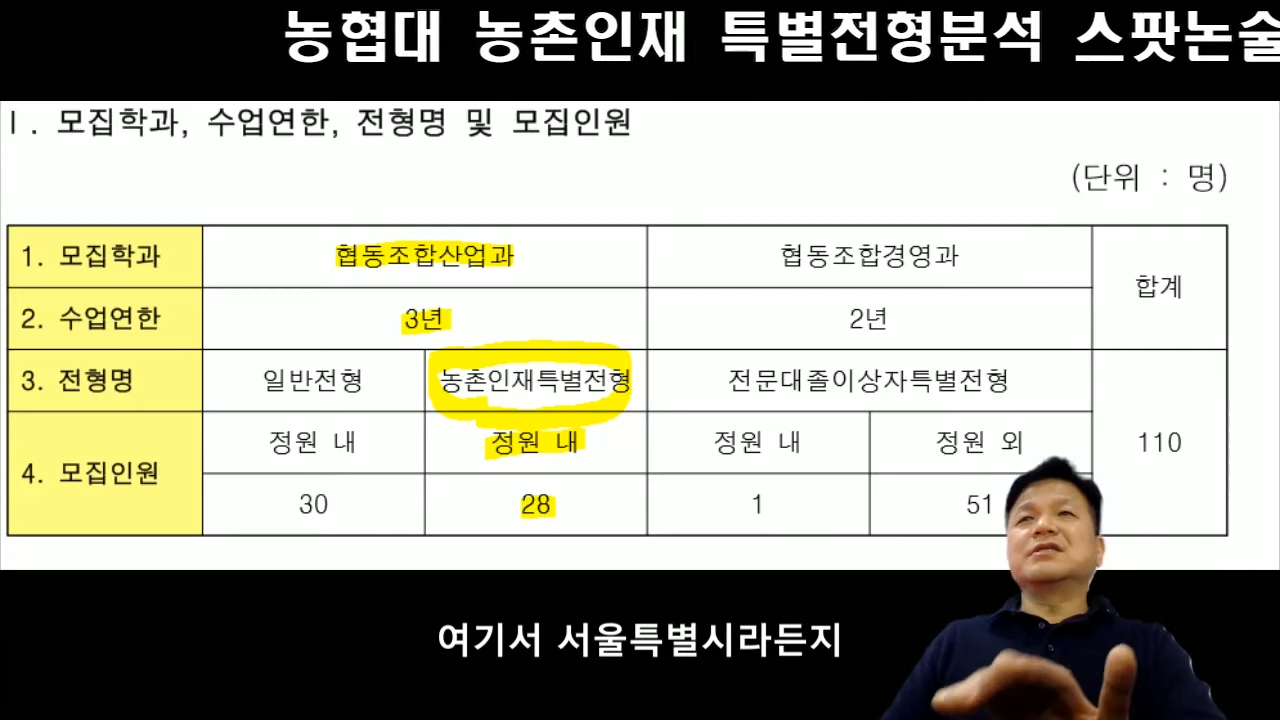 농협대 농촌인재 특별전형분석 스팟논술
Ⅰ. 모집학과, 수업연한, 전형명 및 모집인원
(단위 : 명)
1. 모집학과 협동조합산업과 협동조합경영과 합계
2. 수업연한 3년 2년
3. 전형명 일반전형 농촌인재특별전형 전문대졸이상자특별전형 110
4. 모집인원 정원 내 정원 내 정원 내 정원 외
30 28 1 51
여기서 서울특별시라든지